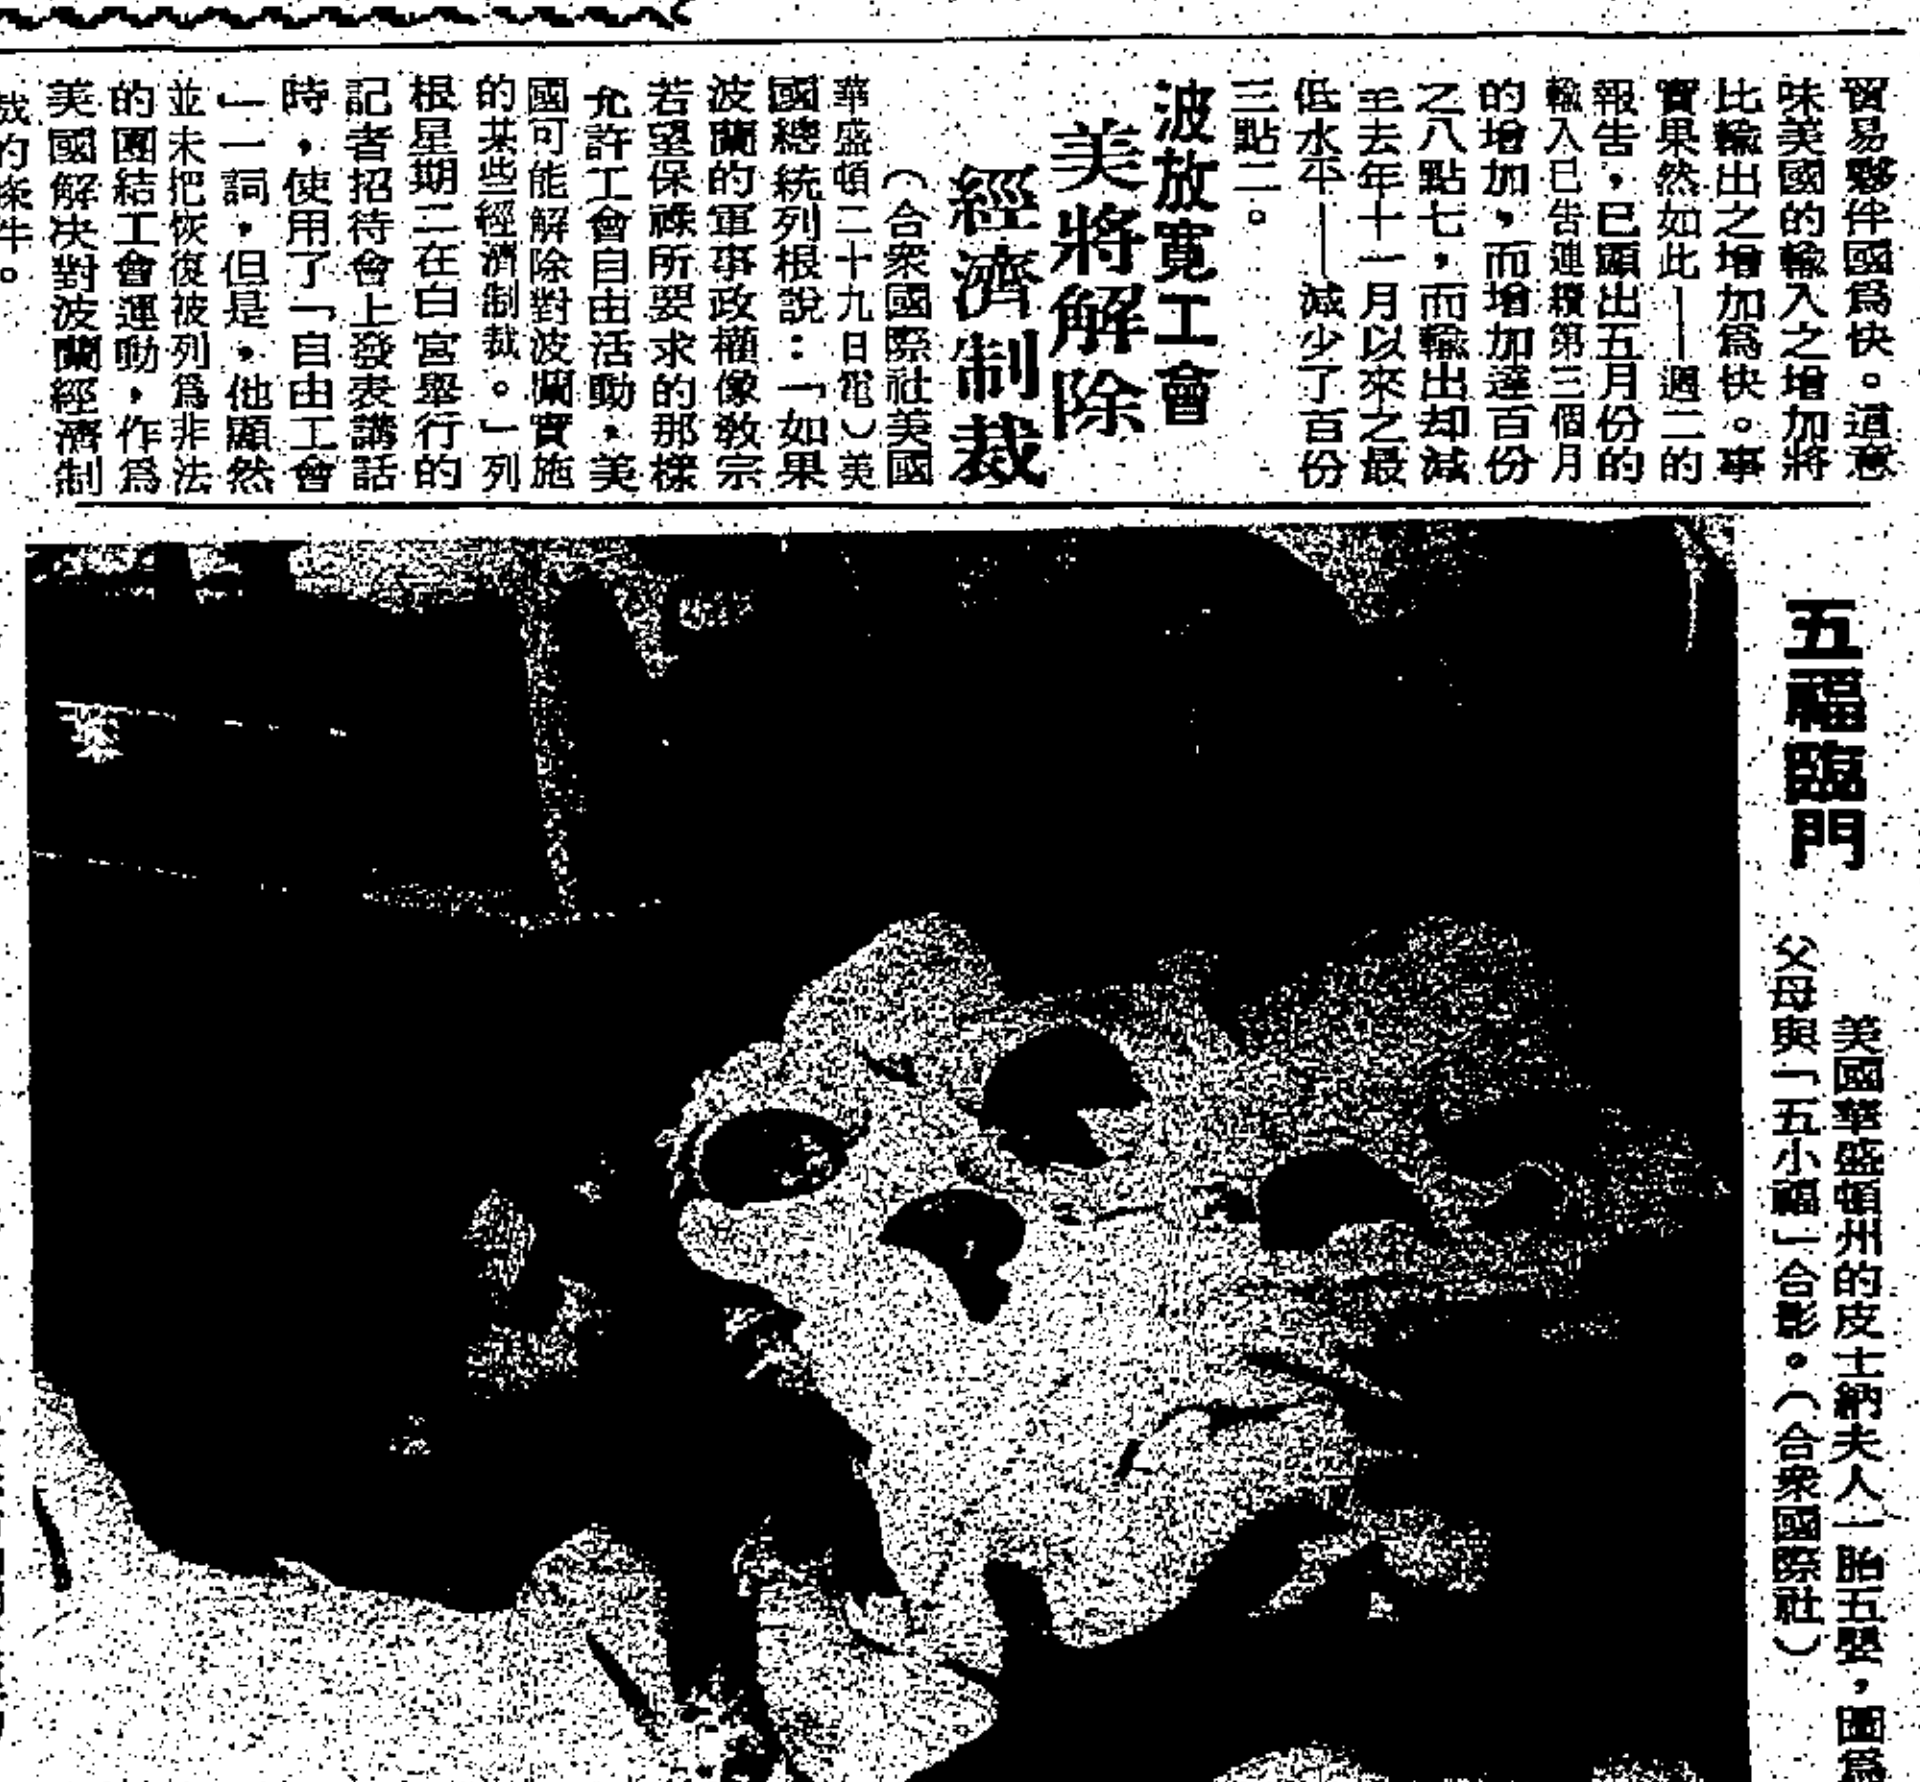 貿易夥伴國爲快。這意
味美國的輸入之增加將
比輸出之增加爲快。事
實果然如此——週二的
報告，已顯出五月份的
輸入已告連續第三個月
的增加，而增加達百份
之八點七，而輸出却減
至去年十一月以來之最
低水平——減少了百份
三點二。
波放寬工會
美將解除
經濟制裁
（合衆國際社美國
華盛頓二十九日電）美
國總統列根說：「如果
波蘭的軍事政權像敎宗
若望保祿所要求的那樣
允許工會自由活動，美
國可能解除對波蘭實施
的某些經濟制裁。」列
根星期二在白宮舉行的
記者招待會上發表講話
時，使用了「自由工會
」一詞，但是，他顯然
並未把恢復被列爲非法
的團結工會運動，作爲
美國解決對波蘭經濟制
裁的條件。
五福臨門
美國華盛頓州的皮士納夫人一胎五嬰，圖爲
父母與「五小福」合影。（合衆國際社）